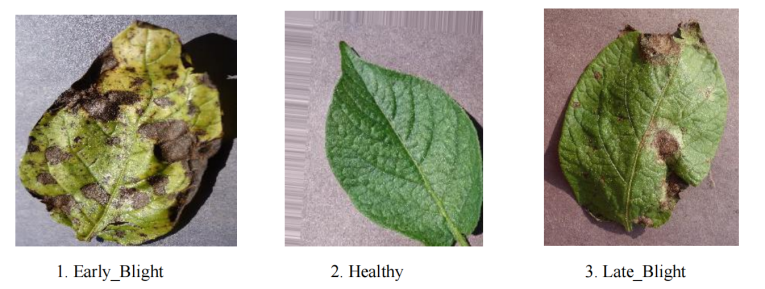 1. Early_Blight
2. Healthy
3. Late_Blight